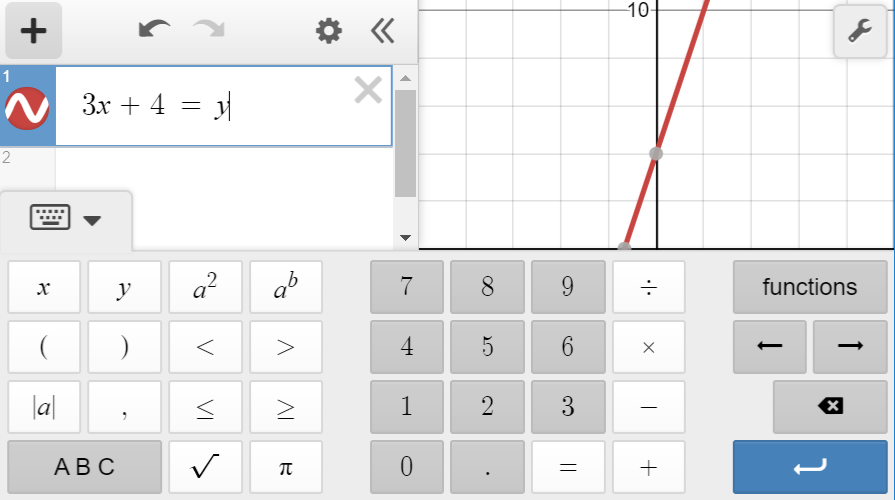 10
1
3x + 4 = y
2
x y a² aᵇ 7 8 9 ÷ functions
( ) < > 4 5 6 × ← →
|a| , ≤ ≥ 1 2 3 −
A B C √ π 0 . = +